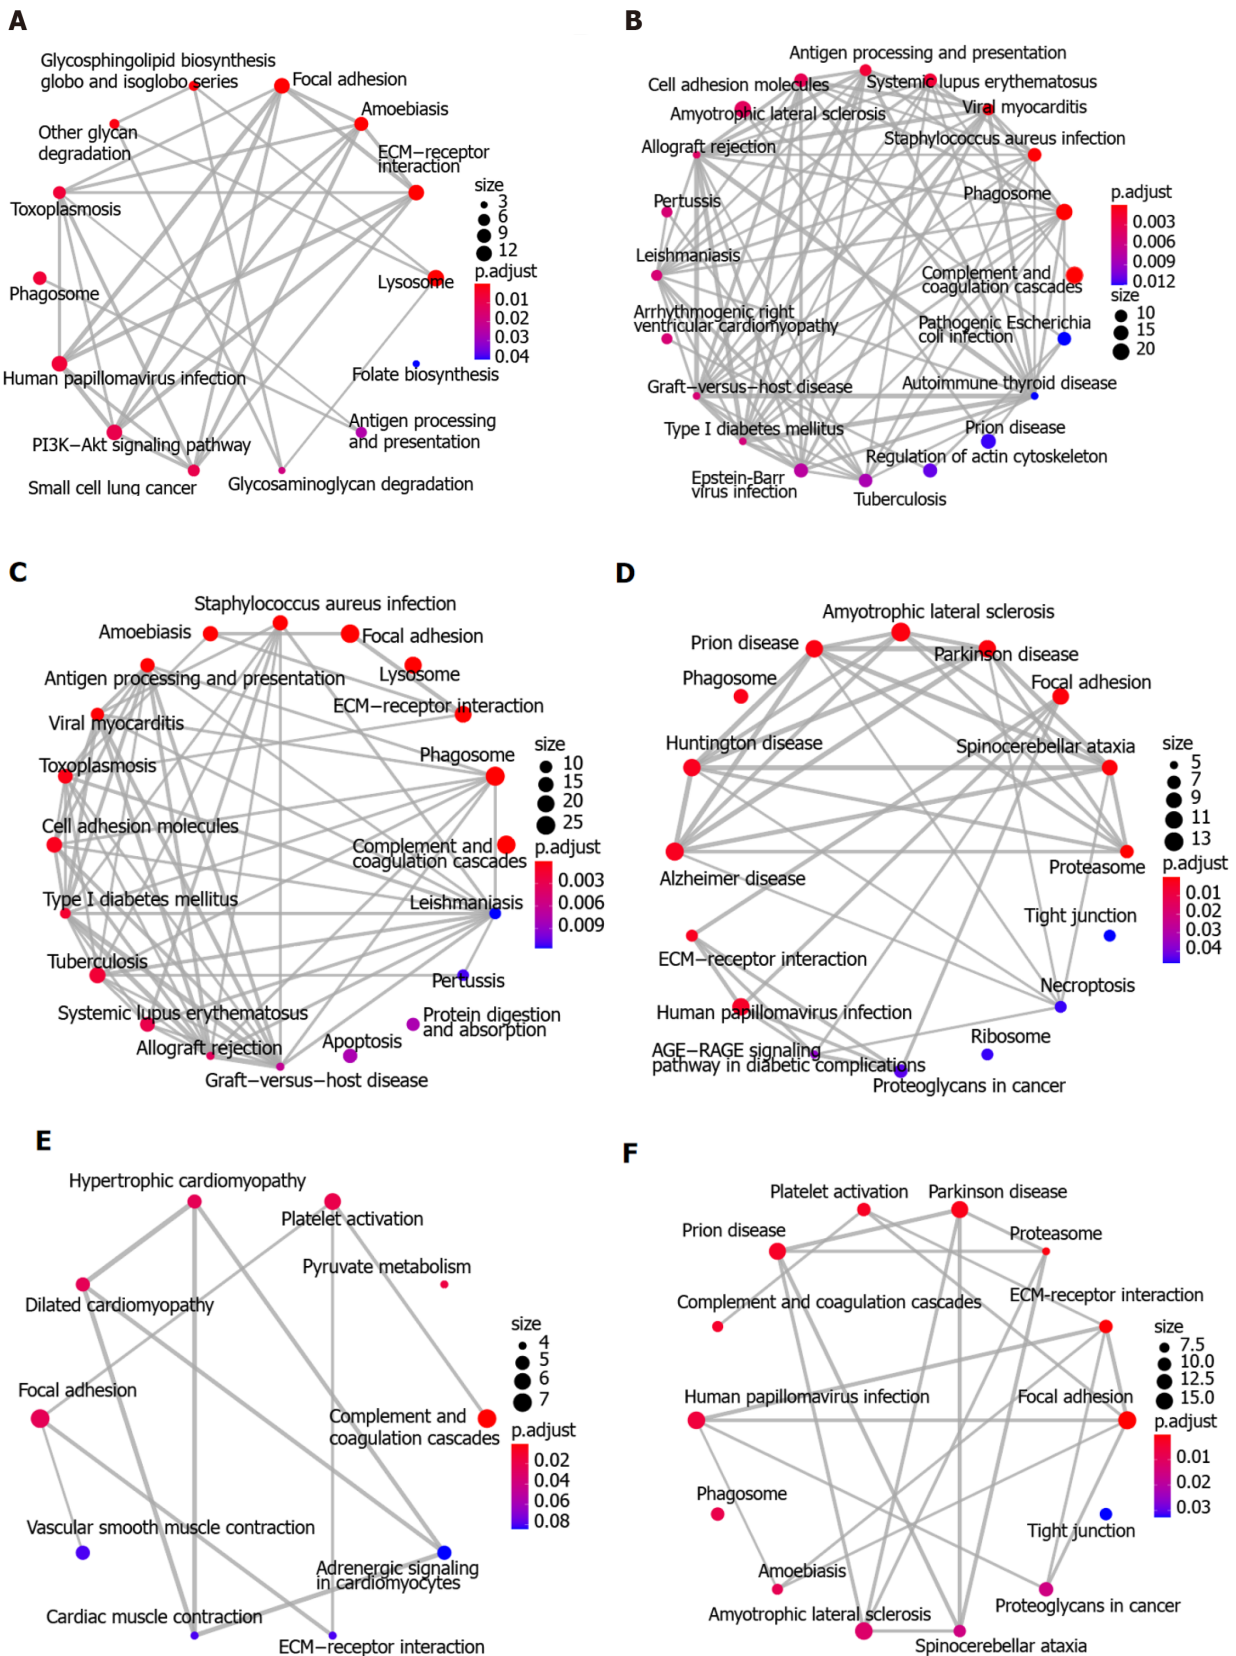 A
Glycosphingolipid biosynthesis
globo and isoglobo series
Focal adhesion
Amoebiasis
Other glycan
degradation
ECM−receptor
interaction
Toxoplasmosis
Lysosome
Phagosome
Folate biosynthesis
Human papillomavirus infection
Antigen processing
and presentation
PI3K−Akt signaling pathway
Small cell lung cancer
Glycosaminoglycan degradation
size
3
6
9
12
p.adjust
0.01
0.02
0.03
0.04
B
Antigen processing and presentation
Cell adhesion molecules
Systemic lupus erythematosus
Amyotrophic lateral sclerosis
Viral myocarditis
Allograft rejection
Staphylococcus aureus infection
Pertussis
Phagosome
Leishmaniasis
Complement and
coagulation cascades
Arrhythmogenic right
ventricular cardiomyopathy
Pathogenic Escherichia
coli infection
Graft−versus−host disease
Autoimmune thyroid disease
Type I diabetes mellitus
Prion disease
Epstein-Barr
virus infection
Regulation of actin cytoskeleton
Tuberculosis
p.adjust
0.003
0.006
0.009
0.012
size
10
15
20
C
Staphylococcus aureus infection
Amoebiasis
Focal adhesion
Antigen processing and presentation
Lysosome
Viral myocarditis
ECM−receptor interaction
Toxoplasmosis
Phagosome
Cell adhesion molecules
Complement and
coagulation cascades
Type I diabetes mellitus
Leishmaniasis
Tuberculosis
Pertussis
Systemic lupus erythematosus
Protein digestion
and absorption
Allograft rejection
Apoptosis
Graft−versus−host disease
size
10
15
20
25
p.adjust
0.003
0.006
0.009
D
Amyotrophic lateral sclerosis
Prion disease
Parkinson disease
Phagosome
Focal adhesion
Huntington disease
Spinocerebellar ataxia
Alzheimer disease
Proteasome
Tight junction
ECM−receptor interaction
Necroptosis
Human papillomavirus infection
Ribosome
AGE−RAGE signaling
pathway in diabetic complications
Proteoglycans in cancer
size
5
7
9
11
13
p.adjust
0.01
0.02
0.03
0.04
E
Hypertrophic cardiomyopathy
Platelet activation
Pyruvate metabolism
Dilated cardiomyopathy
Focal adhesion
Complement and
coagulation cascades
Vascular smooth muscle contraction
Adrenergic signaling
in cardiomyocytes
Cardiac muscle contraction
ECM−receptor interaction
size
4
5
6
7
p.adjust
0.02
0.04
0.06
0.08
F
Platelet activation
Parkinson disease
Prion disease
Proteasome
Complement and coagulation cascades
ECM-receptor interaction
Human papillomavirus infection
Focal adhesion
Phagosome
Tight junction
Amoebiasis
Proteoglycans in cancer
Amyotrophic lateral sclerosis
Spinocerebellar ataxia
size
7.5
10.0
12.5
15.0
p.adjust
0.01
0.02
0.03